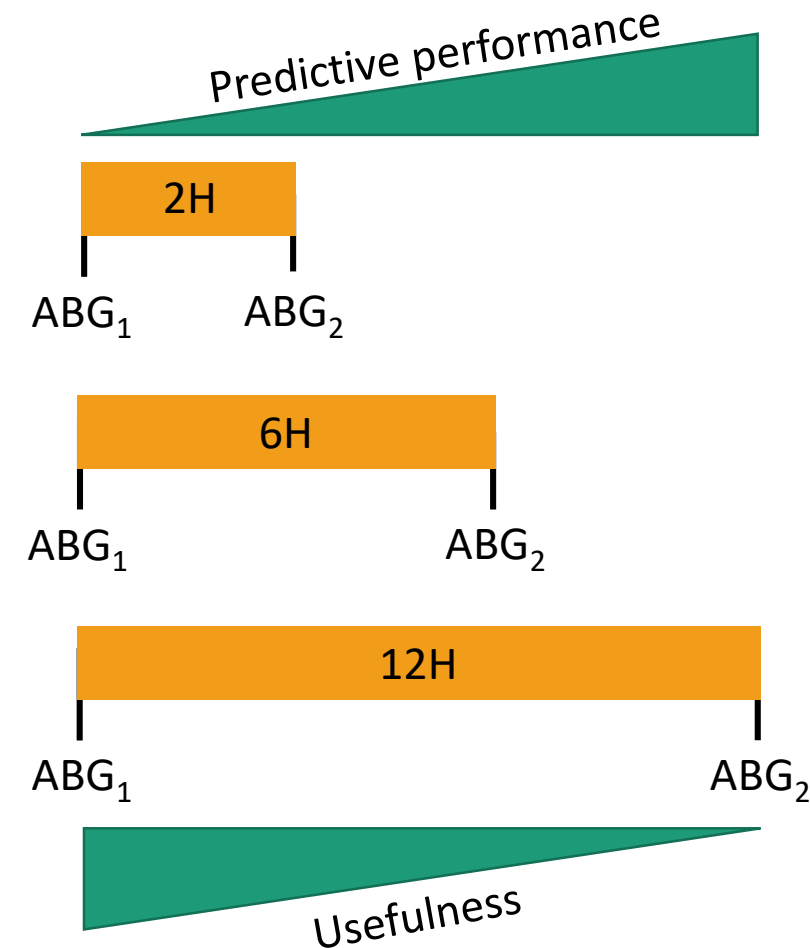 Predictive performance
2H
ABG₁ ABG₂
6H
ABG₁ ABG₂
12H
ABG₁ ABG₂
Usefulness